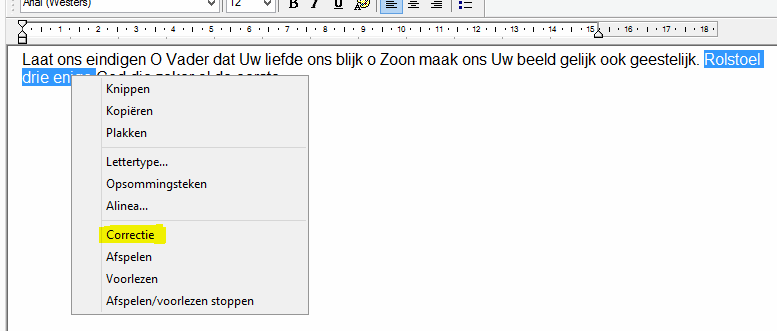 Arial (Westers) 12 B I U
1 2 3 4 5 6 7 8 9 10 11 12 13 14 15 16 17 18
Laat ons eindigen O Vader dat Uw liefde ons blijk o Zoon maak ons Uw beeld gelijk ook geestelijk. Rolstoel
drie enige God die zeker al de eerste
Knippen
Kopiëren
Plakken
Lettertype...
Opsommingsteken
Alinea...
Correctie
Afspelen
Voorlezen
Afspelen/voorlezen stoppen